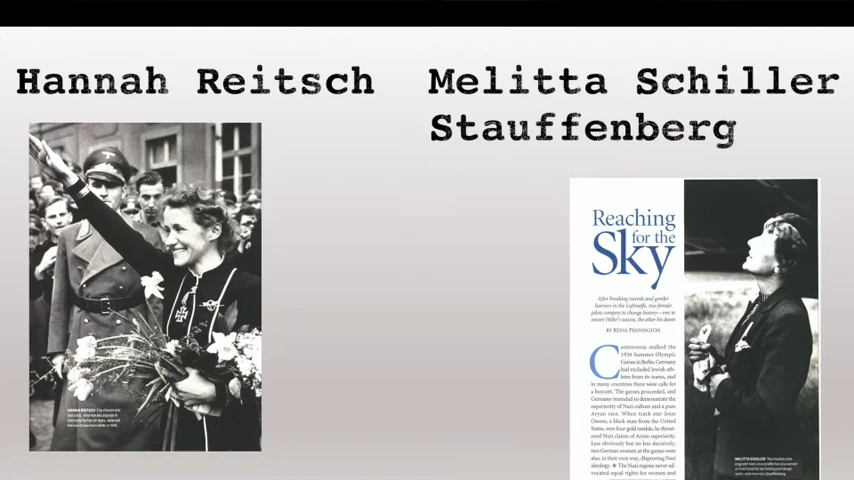 Hannah Reitsch
Melitta Schiller
Stauffenberg
Reaching
for the
Sky
After breaking records and gender
barriers in the Luftwaffe, two female
pilots compete to change history—one to
ensure Hitler's success, the other his doom
BY REINA PENNINGTON
Controversy stalked the
1936 Summer Olympic
Games in Berlin. Germany
had excluded Jewish ath-
letes from its teams, and
in many countries there were calls for
a boycott. The games proceeded, and
Germany intended to demonstrate the
superiority of Nazi culture and a pure
Aryan race. When track star Jesse
Owens, a black man from the United
States, won four gold medals, he threat-
ened Nazi claims of Aryan superiority.
Less obviously but no less decisively,
two German women at the games were
also, in their own way, disproving Nazi
ideology. ★ The Nazi regime never ad-
vocated equal rights for women and
HANNA REITSCH The
MELITTA SCHILLER